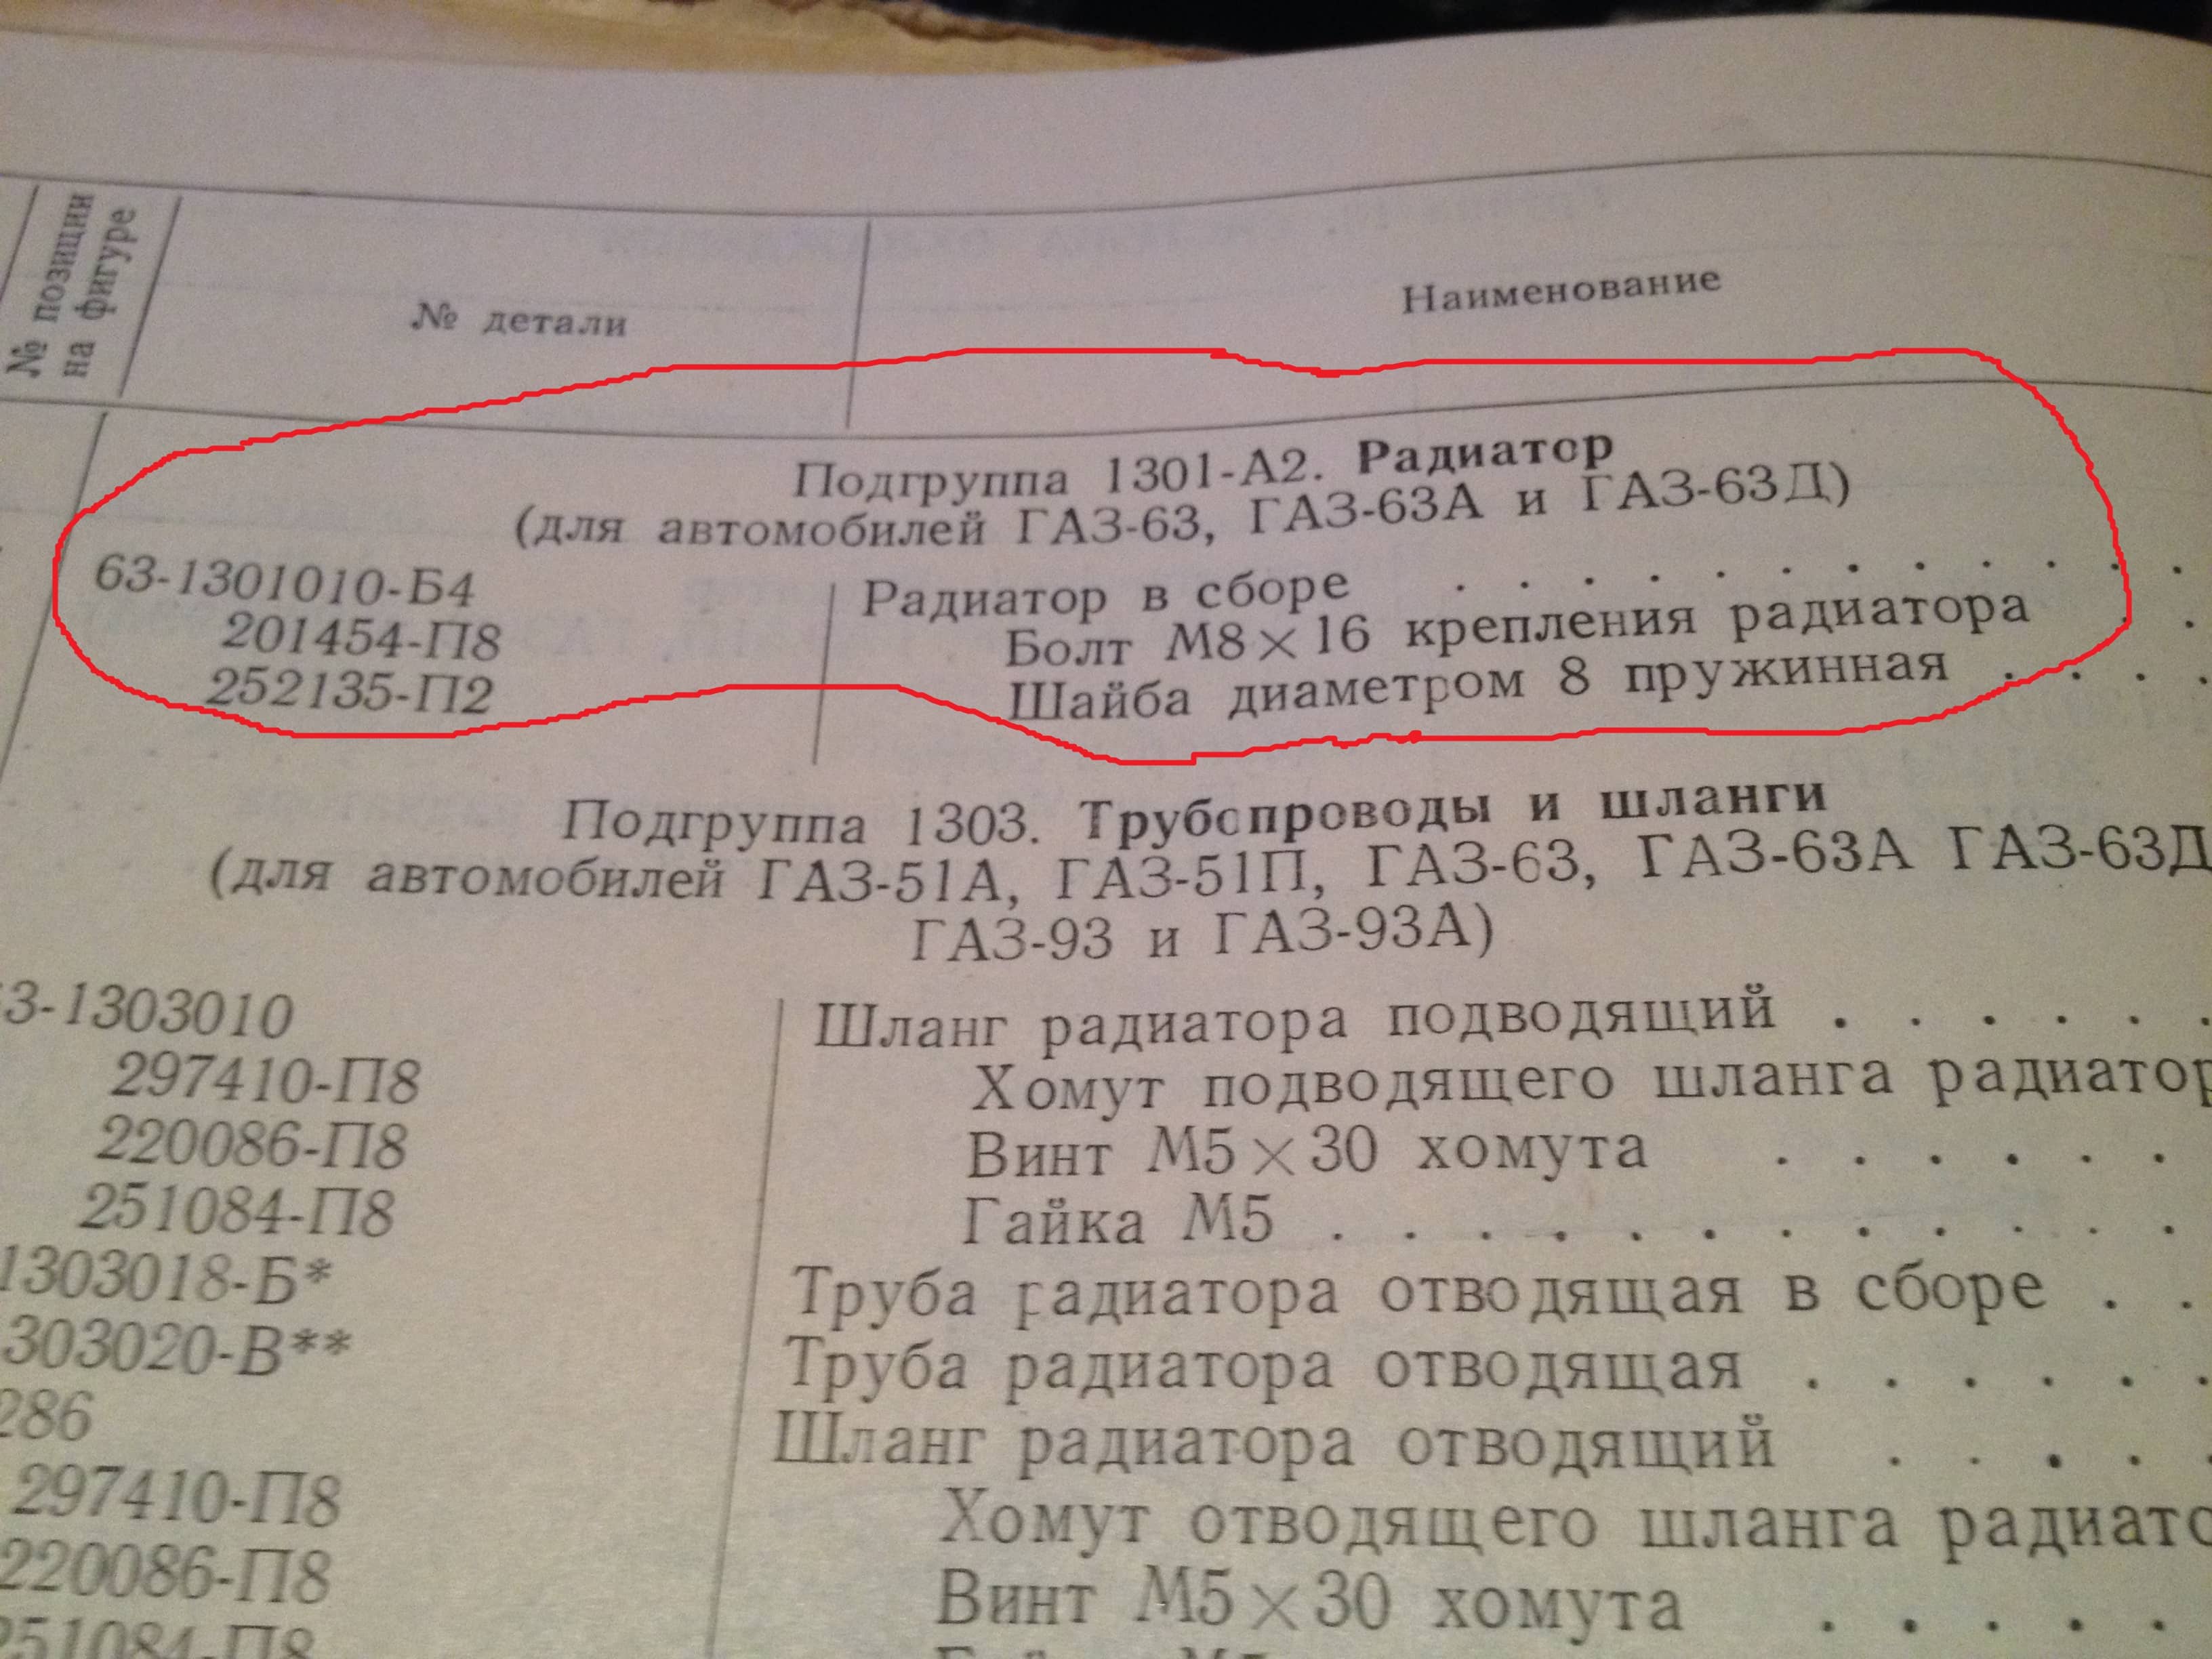 № позиции
на фигуре
№ детали
Наименование
Подгруппа 1301-А2. Радиатор
(для автомобилей ГАЗ-63, ГАЗ-63А и ГАЗ-63Д)
63-1301010-Б4 Радиатор в сборе . . . . . . . . . . . .
201454-П8 Болт М8×16 крепления радиатора . .
252135-П2 Шайба диаметром 8 пружинная . . . .
Подгруппа 1303. Трубопроводы и шланги
(для автомобилей ГАЗ-51А, ГАЗ-51П, ГАЗ-63, ГАЗ-63А ГАЗ-63Д
ГАЗ-93 и ГАЗ-93А)
3-1303010 Шланг радиатора подводящий . . . . .
297410-П8 Хомут подводящего шланга радиатор
220086-П8 Винт М5×30 хомута . . . . . .
251084-П8 Гайка М5 . . . . . . . . . . . .
1303018-Б* Труба радиатора отводящая в сборе . .
303020-В** Труба радиатора отводящая . . . . . .
286 Шланг радиатора отводящий . . . . .
297410-П8 Хомут отводящего шланга радиато
220086-П8 Винт М5×30 хомута . . . . .
251084-П8